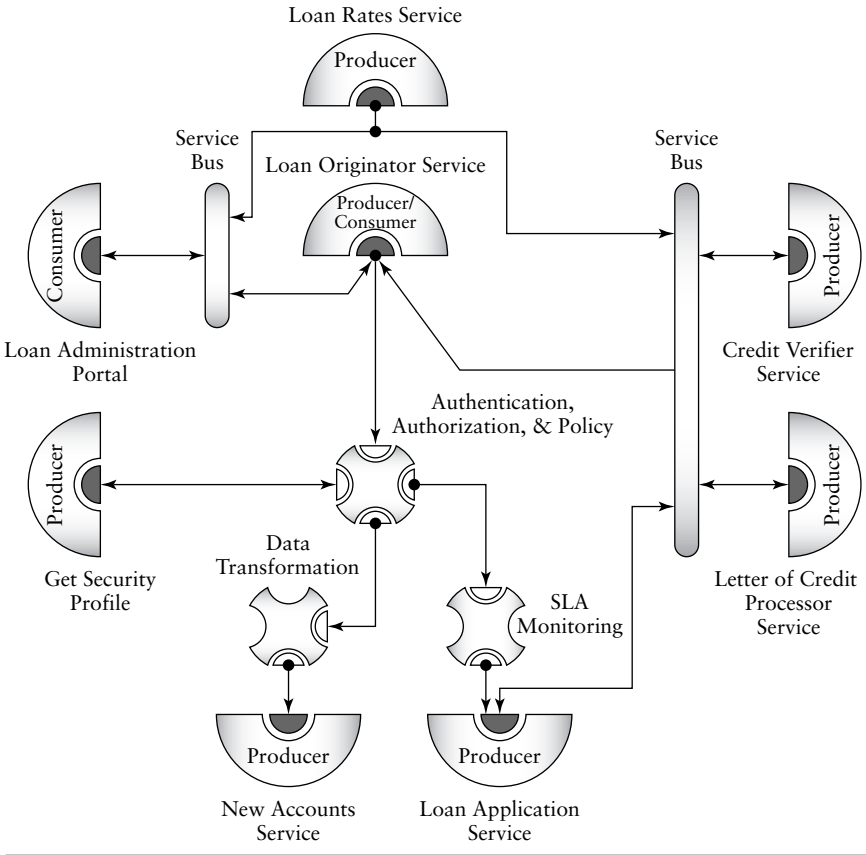 Loan Rates Service
Producer
Service
Bus
Loan Originator Service
Producer/
Consumer
Service
Bus
Consumer
Loan Administration
Portal
Producer
Credit Verifier
Service
Authentication,
Authorization, & Policy
Producer
Get Security
Profile
Data
Transformation
SLA
Monitoring
Producer
Letter of Credit
Processor
Service
Producer
New Accounts
Service
Producer
Loan Application
Service